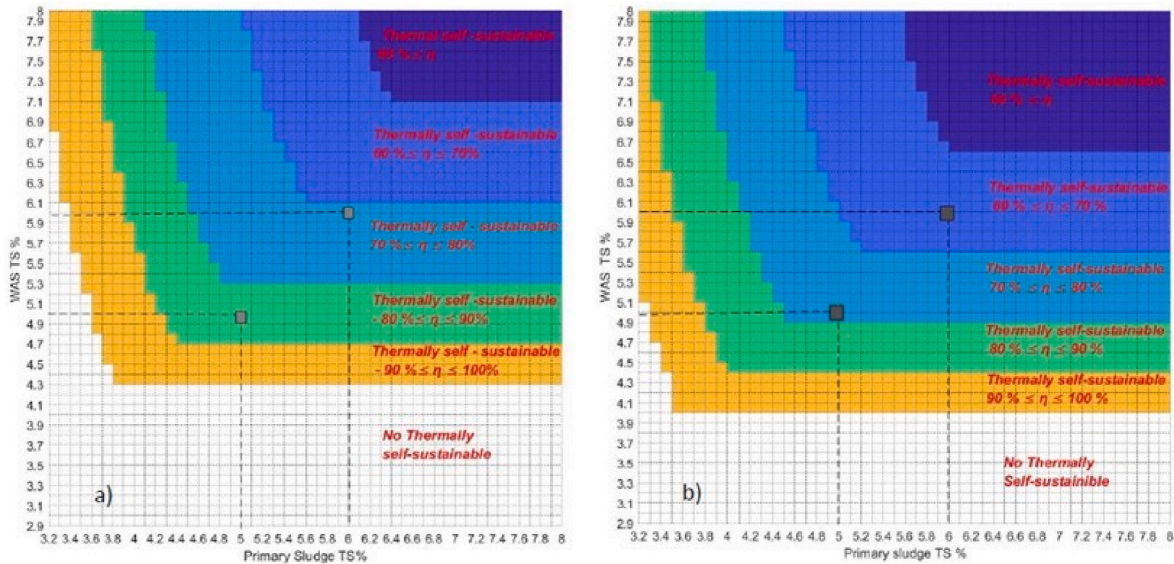 8
7.9
7.7
7.5
7.3
7.1
6.9
6.7
6.5
6.3
6.1
5.9
5.7
5.5
5.3
5.1
4.9
4.7
4.5
4.3
4.1
3.9
3.7
3.5
3.3
3.1
2.9
WAS TS %
Thermal self -sustainable
Thermally self -sustainable
60 % ≤ η ≤ 70%
Thermally self - sustainable
70 % ≤ η ≤ 80%
Thermally self -sustainable
- 80 % ≤ η ≤ 90%
Thermally self - sustainable
- 90 % ≤ η ≤ 100%
No Thermally
self-sustainable
a)
3.2 3.4 3.6 3.8 4 4.2 4.4 4.6 4.8 5 5.2 5.4 5.6 5.8 6 6.2 6.4 6.6 6.8 7 7.2 7.4 7.6 7.8 8
Primary Sludge TS%
8
7.9
7.7
7.5
7.3
7.1
6.9
6.7
6.5
6.3
6.1
5.9
5.7
5.5
5.3
5.1
4.9
4.7
4.5
4.3
4.1
3.9
3.7
3.5
3.3
3.1
2.9
WAS TS %
Thermally self-sustainable
Thermally self-sustainable
60 % ≤ η ≤ 70 %
Thermally self-sustainable
70 % ≤ η ≤ 80 %
Thermally self-sustainable
80 % ≤ η ≤ 90 %
Thermally self-sustainable
90 % ≤ η ≤ 100 %
No Thermally
Self-sustainible
b)
3.2 3.4 3.6 3.8 4 4.2 4.4 4.6 4.8 5 5.2 5.4 5.6 5.8 6 6.2 6.4 6.6 6.8 7 7.2 7.4 7.6 7.8 8
Primary sludge TS %